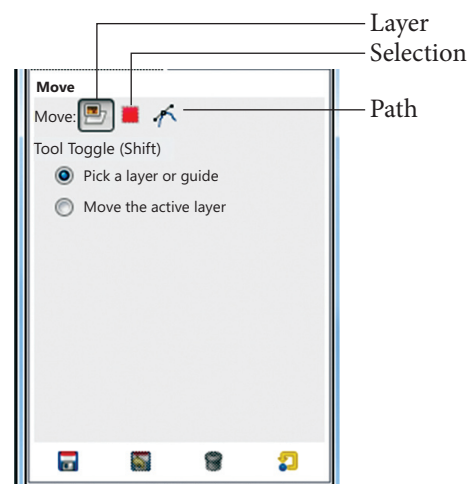 Layer
Selection
Move
Move:
Path
Tool Toggle (Shift)
Pick a layer or guide
Move the active layer